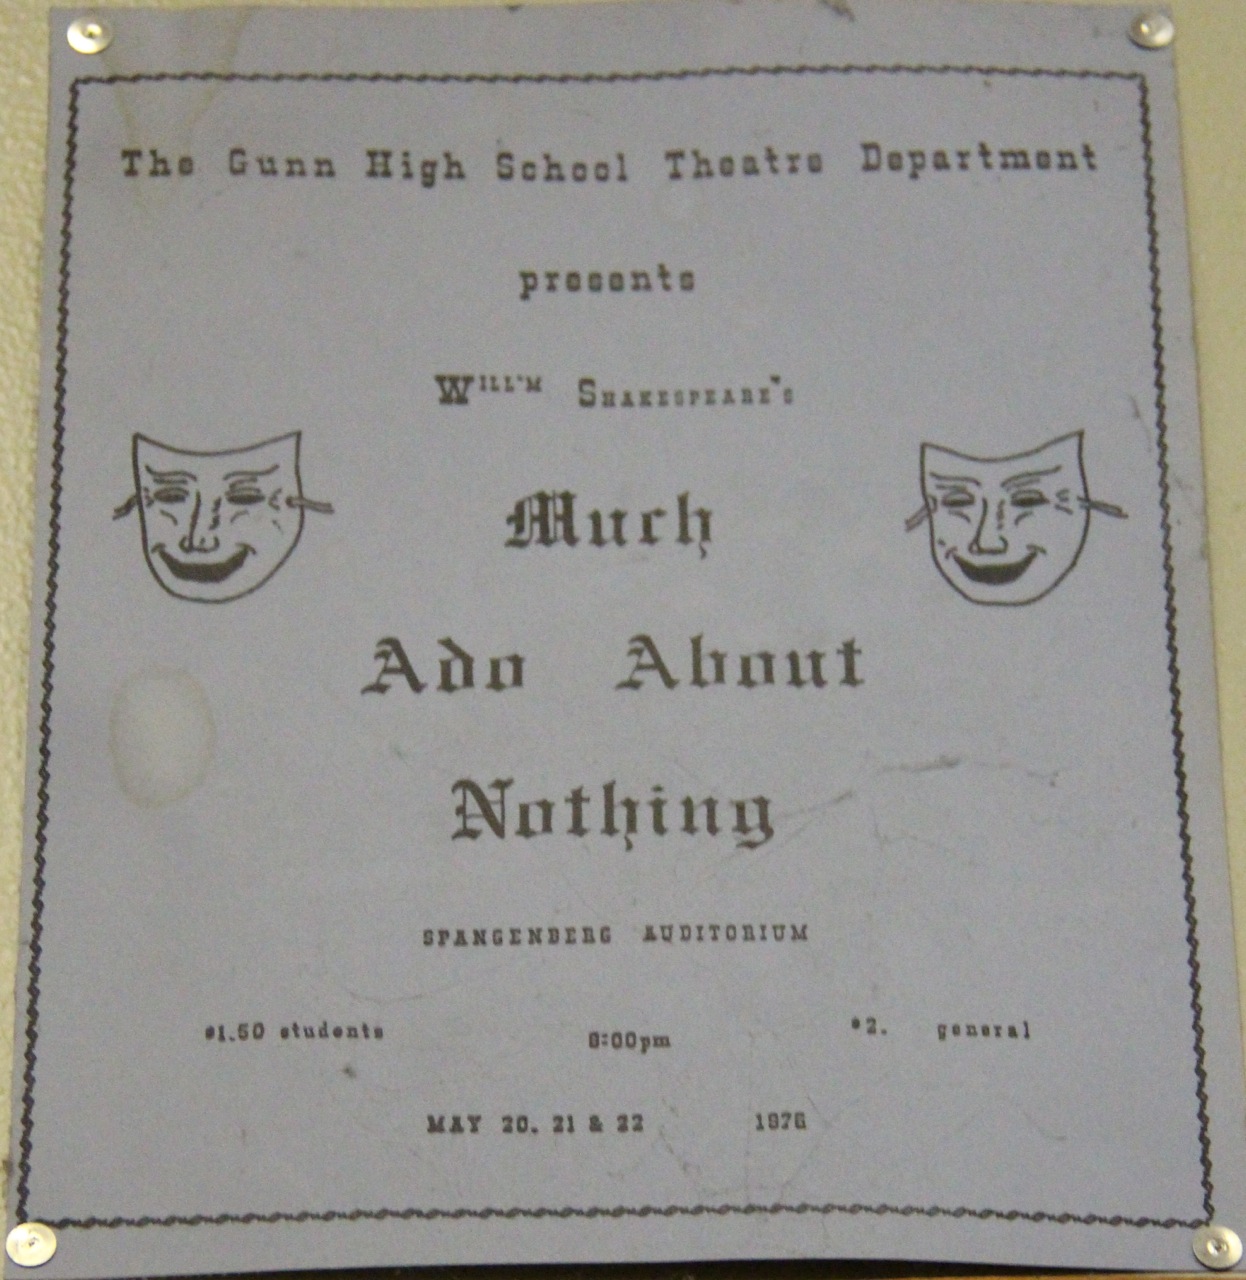 The Gunn High School Theatre Department
presents
WILL'M SHAKESPEARE'S
Much
Ado About
Nothing
SPANGENBERG AUDITORIUM
$1.50 students 8:00pm $2. general
MAY 20, 21 & 22 1976